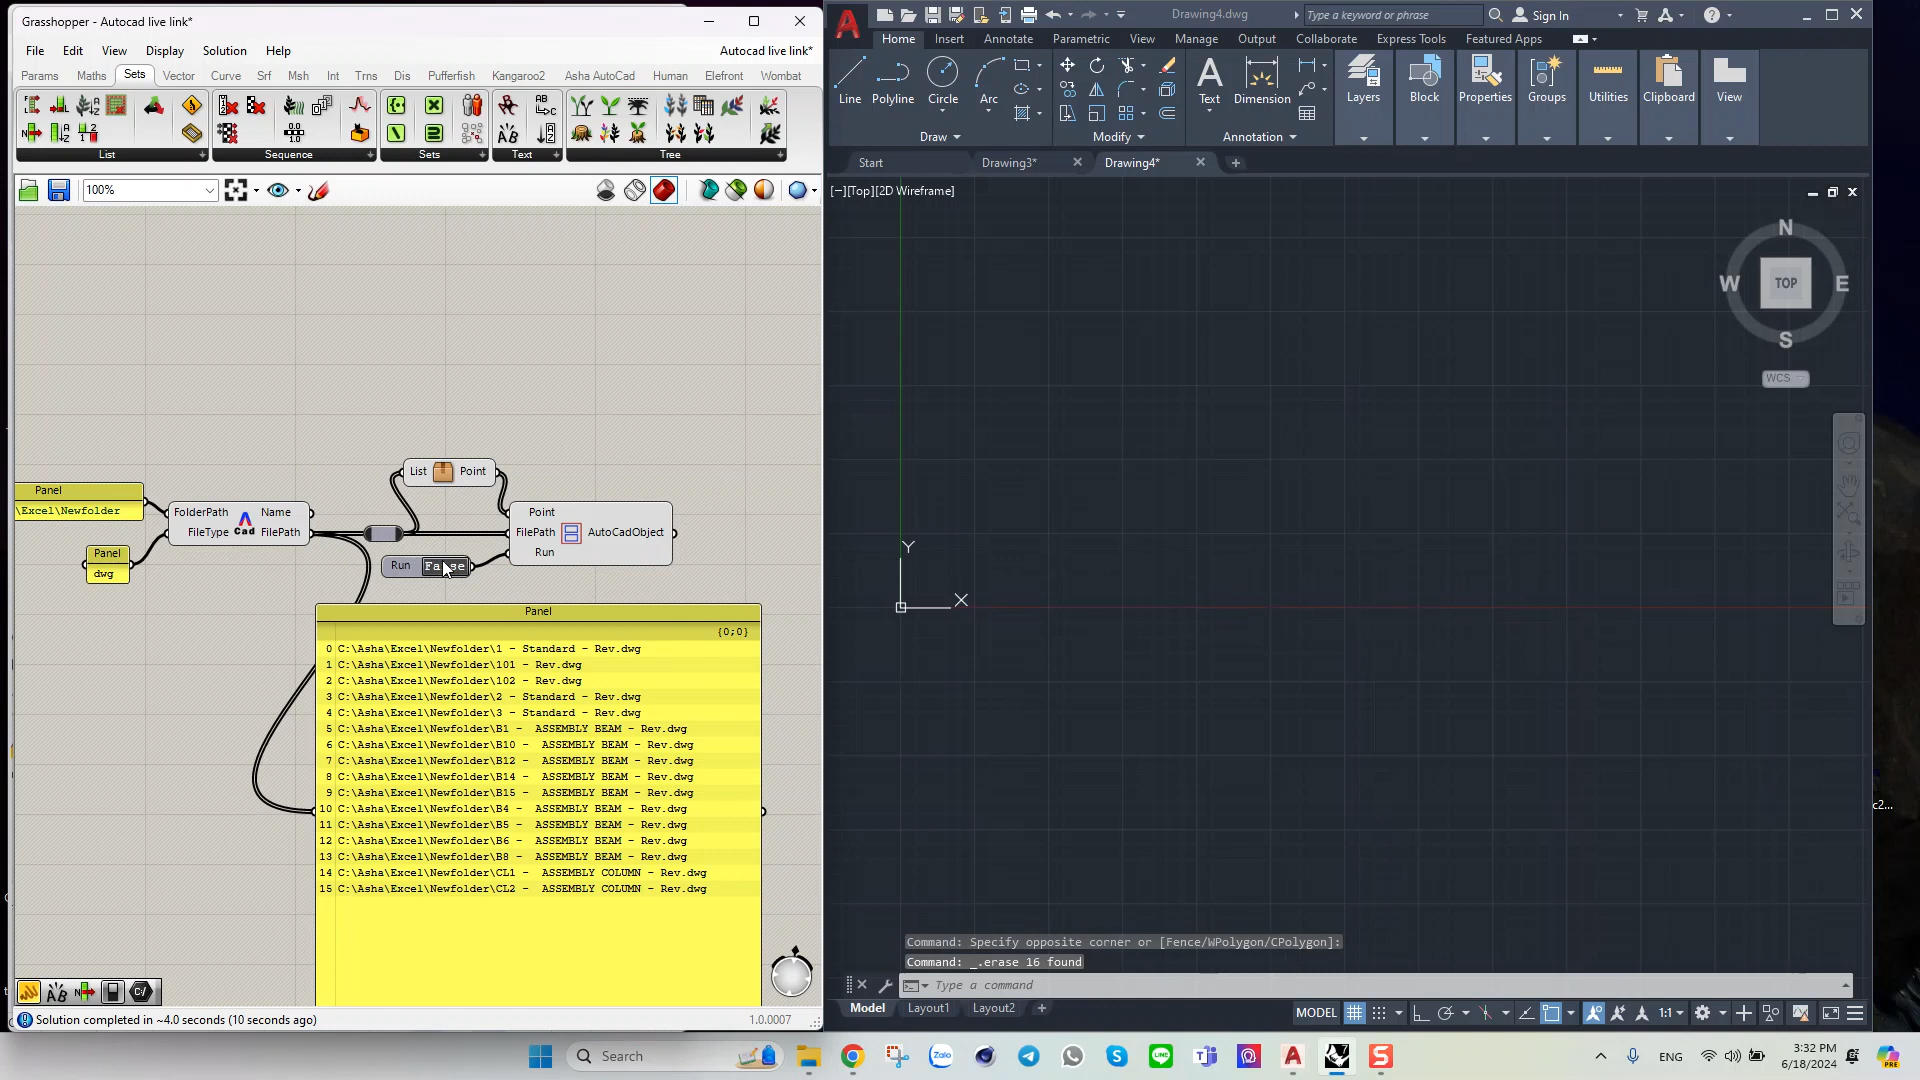 Grasshopper - Autocad live link*
File Edit View Display Solution Help Autocad live link*
Params Maths Sets Vector Curve Srf Msh Int Trns Dis Pufferfish Kangaroo2 Asha AutoCad Human Elefront Wombat
List Sequence Sets Text Tree
100%
List Point
Panel
\Excel\Newfolder
FolderPath Name
FileType Cad FilePath
Panel
dwg
Point
FilePath AutoCadObject
Run
Run False
Panel
{0;0}
0 C:\Asha\Excel\Newfolder\1 - Standard - Rev.dwg
1 C:\Asha\Excel\Newfolder\101 - Rev.dwg
2 C:\Asha\Excel\Newfolder\102 - Rev.dwg
3 C:\Asha\Excel\Newfolder\2 - Standard - Rev.dwg
4 C:\Asha\Excel\Newfolder\3 - Standard - Rev.dwg
5 C:\Asha\Excel\Newfolder\B1 -  ASSEMBLY BEAM - Rev.dwg
6 C:\Asha\Excel\Newfolder\B10 -  ASSEMBLY BEAM - Rev.dwg
7 C:\Asha\Excel\Newfolder\B12 -  ASSEMBLY BEAM - Rev.dwg
8 C:\Asha\Excel\Newfolder\B14 -  ASSEMBLY BEAM - Rev.dwg
9 C:\Asha\Excel\Newfolder\B15 -  ASSEMBLY BEAM - Rev.dwg
10 C:\Asha\Excel\Newfolder\B4 -  ASSEMBLY BEAM - Rev.dwg
11 C:\Asha\Excel\Newfolder\B5 -  ASSEMBLY BEAM - Rev.dwg
12 C:\Asha\Excel\Newfolder\B6 -  ASSEMBLY BEAM - Rev.dwg
13 C:\Asha\Excel\Newfolder\B8 -  ASSEMBLY BEAM - Rev.dwg
14 C:\Asha\Excel\Newfolder\CL1 -  ASSEMBLY COLUMN - Rev.dwg
15 C:\Asha\Excel\Newfolder\CL2 -  ASSEMBLY COLUMN - Rev.dwg
Solution completed in ~4.0 seconds (10 seconds ago) 1.0.0007
Drawing4.dwg Type a keyword or phrase Sign In
Home Insert Annotate Parametric View Manage Output Collaborate Express Tools Featured Apps
Line Polyline Circle Arc Text Dimension Layers Block Properties Groups Utilities Clipboard View
Draw Modify Annotation
Start Drawing3* Drawing4*
[−][Top][2D Wireframe]
N
W TOP E
S
WCS
Y
X
c2...
Command: Specify opposite corner or [Fence/WPolygon/CPolygon]:
Command: _.erase 16 found
Type a command
Model Layout1 Layout2 MODEL 1:1
Search
Zalo
ENG
3:32 PM
6/18/2024
PRE